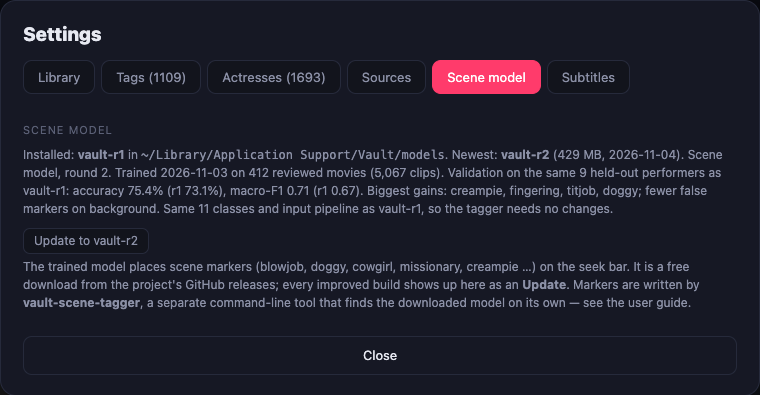 Settings
Library Tags (1109) Actresses (1693) Sources Scene model Subtitles
SCENE MODEL
Installed: vault-r1 in ~/Library/Application Support/Vault/models. Newest: vault-r2 (429 MB, 2026-11-04). Scene
model, round 2. Trained 2026-11-03 on 412 reviewed movies (5,067 clips). Validation on the same 9 held-out performers as
vault-r1: accuracy 75.4% (r1 73.1%), macro-F1 0.71 (r1 0.67). Biggest gains: creampie, fingering, titjob, doggy; fewer false
markers on background. Same 11 classes and input pipeline as vault-r1, so the tagger needs no changes.
Update to vault-r2
The trained model places scene markers (blowjob, doggy, cowgirl, missionary, creampie ...) on the seek bar. It is a free
download from the project's GitHub releases; every improved build shows up here as an Update. Markers are written by
vault-scene-tagger, a separate command-line tool that finds the downloaded model on its own — see the user guide.
Close